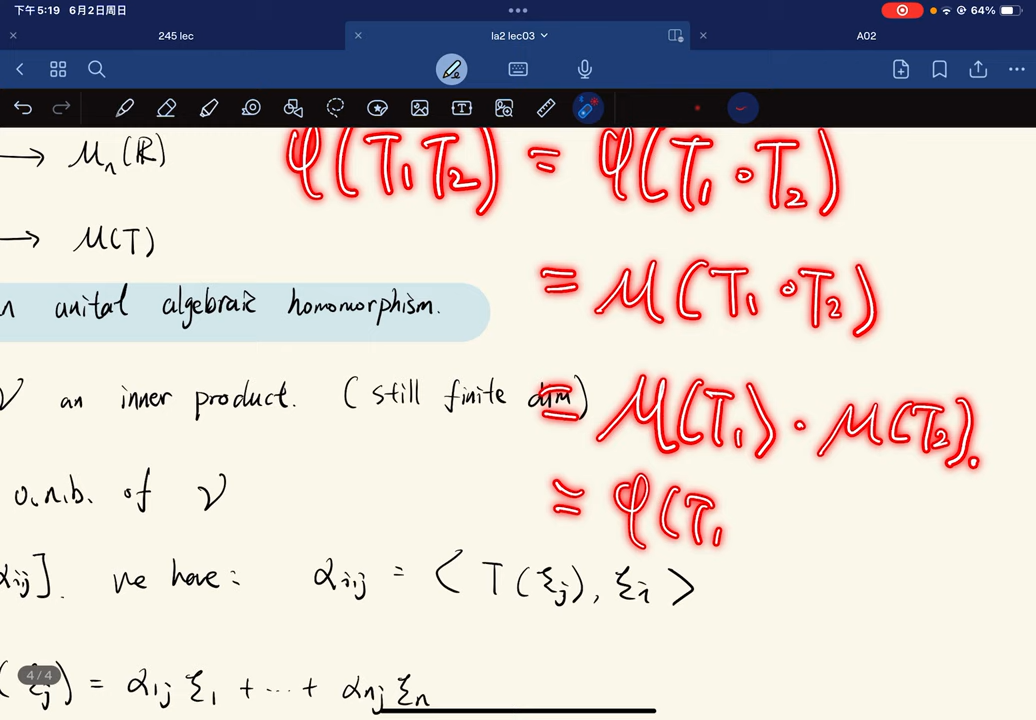 下午5:19 6月2日周日 64%
245 lec la2 lec03 A02
→ M_n(ℝ) φ(T₁T₂) = φ(T₁∘T₂)
→ M(T) = M(T₁∘T₂)
n unital algebraic homomorphism.
V an inner product. (still finite dim) = M(T₁)·M(T₂).
o.n.b. of V = φ(T₁
αij]. we have: αij = <T(ξj), ξi>
4/4
(ξj) = α1j ξ1 + ... + αnj ξn